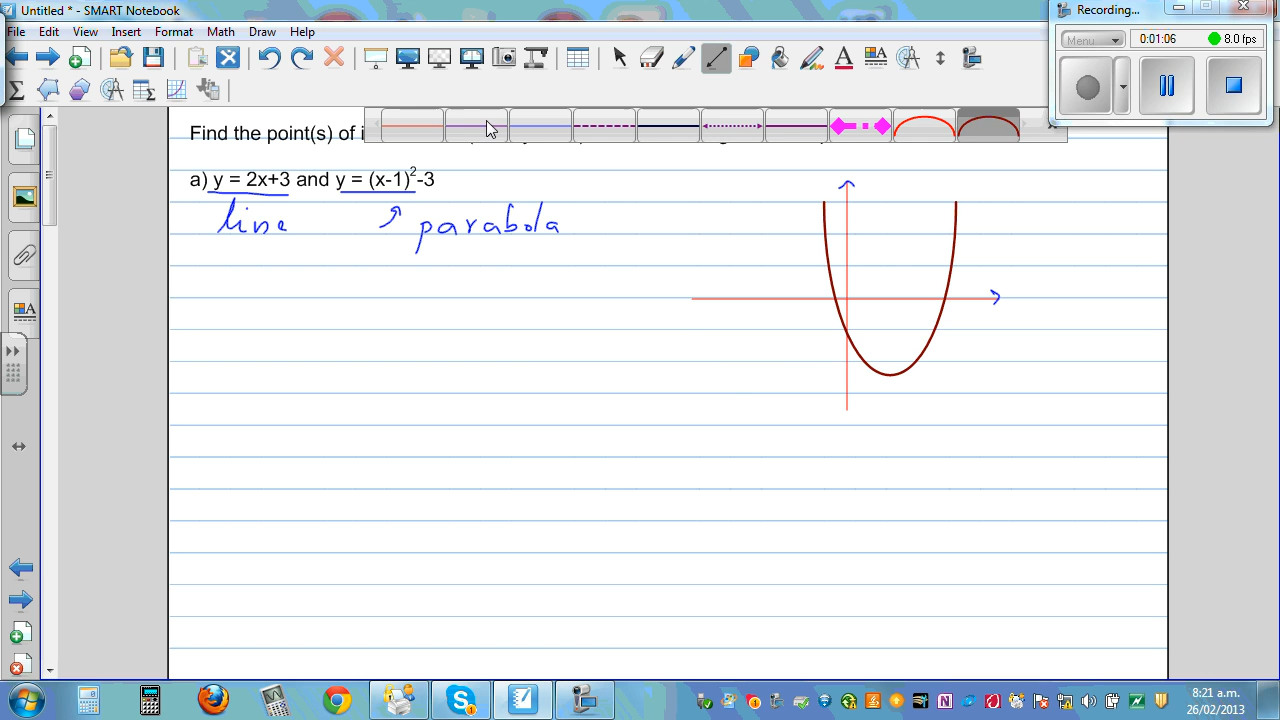 Untitled * - SMART Notebook
Recording...
File Edit View Insert Format Math Draw Help
Menu 0:01:06 8.0 fps
Find the point(s) of
a) y = 2x+3 and y = (x-1)²-3
line parabola
8:21 a.m.
26/02/2013